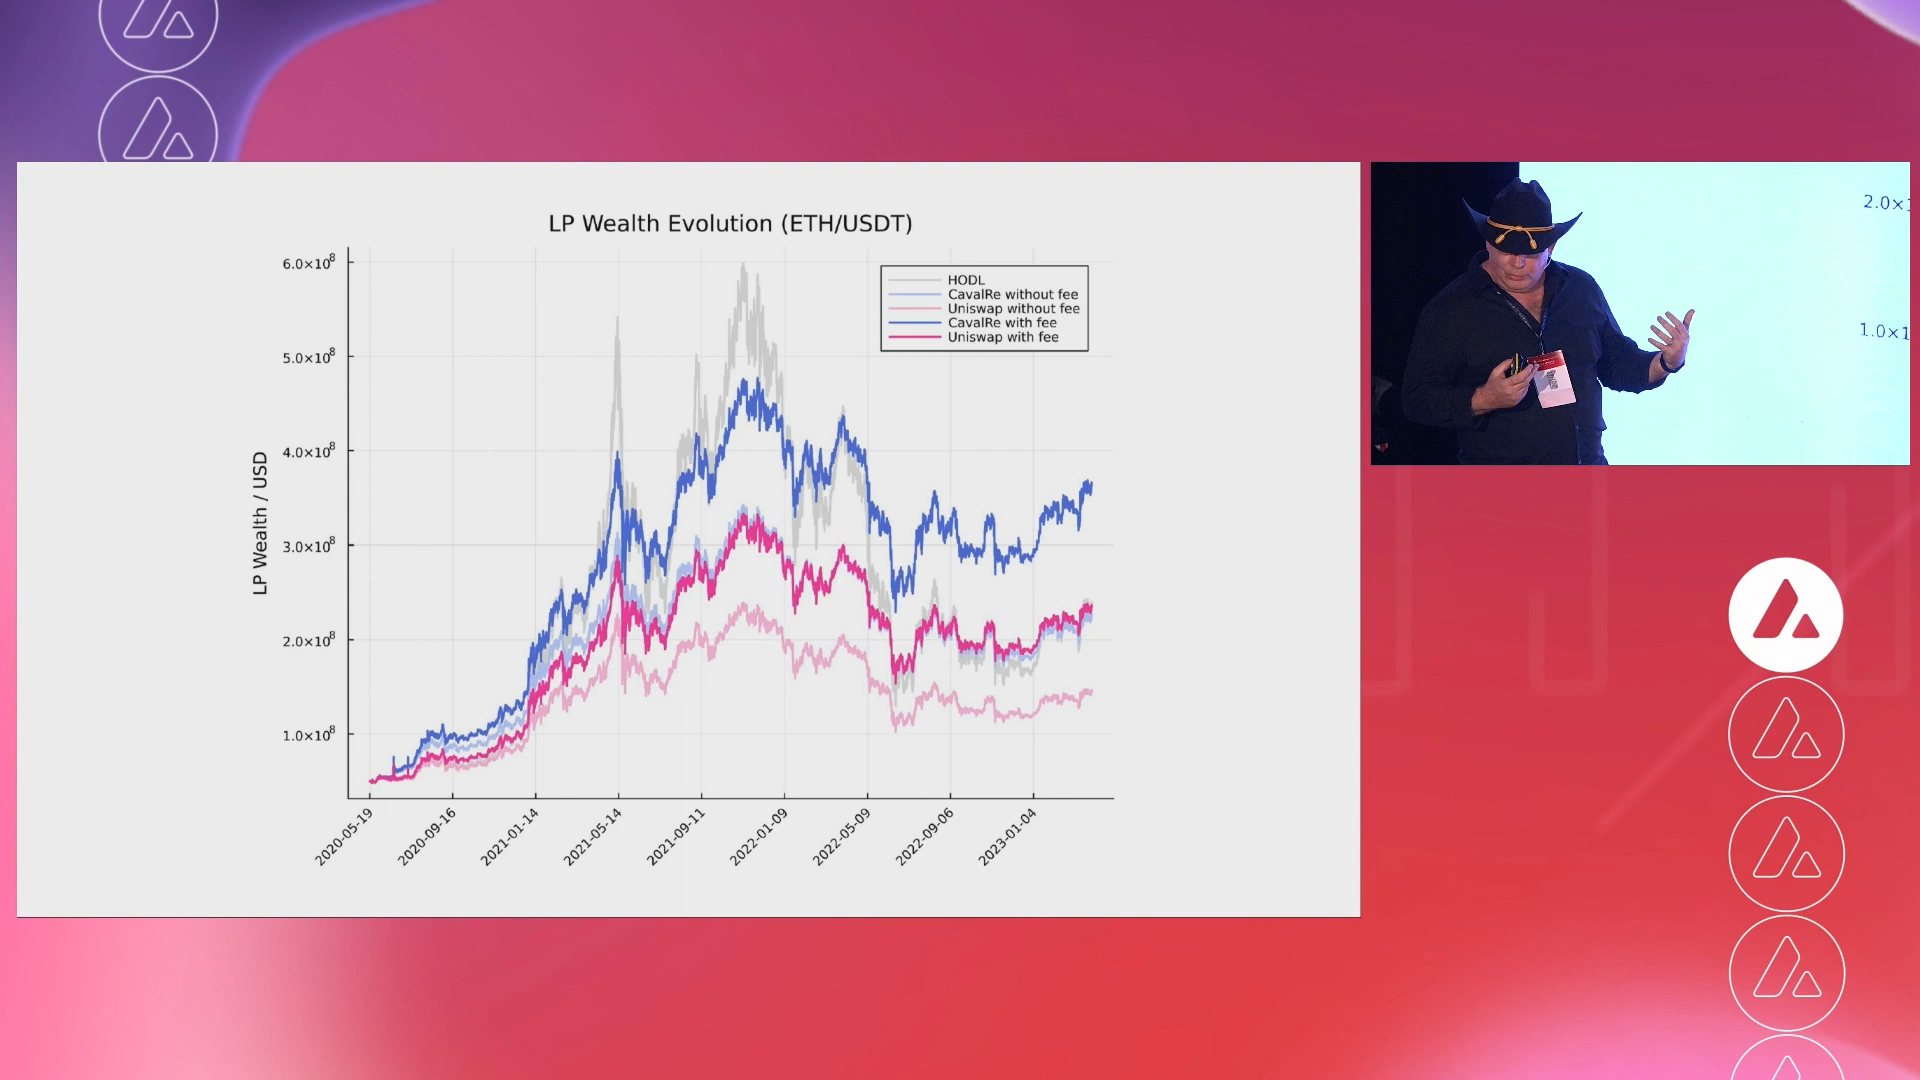 LP Wealth Evolution (ETH/USDT)
6.0×10⁸
5.0×10⁸
4.0×10⁸
3.0×10⁸
2.0×10⁸
1.0×10⁸
LP Wealth / USD
HODL
CavalRe without fee
Uniswap without fee
CavalRe with fee
Uniswap with fee
2020-05-19
2020-09-16
2021-01-14
2021-05-14
2021-09-11
2022-01-09
2022-05-09
2022-09-06
2023-01-04
2.0×1
1.0×1